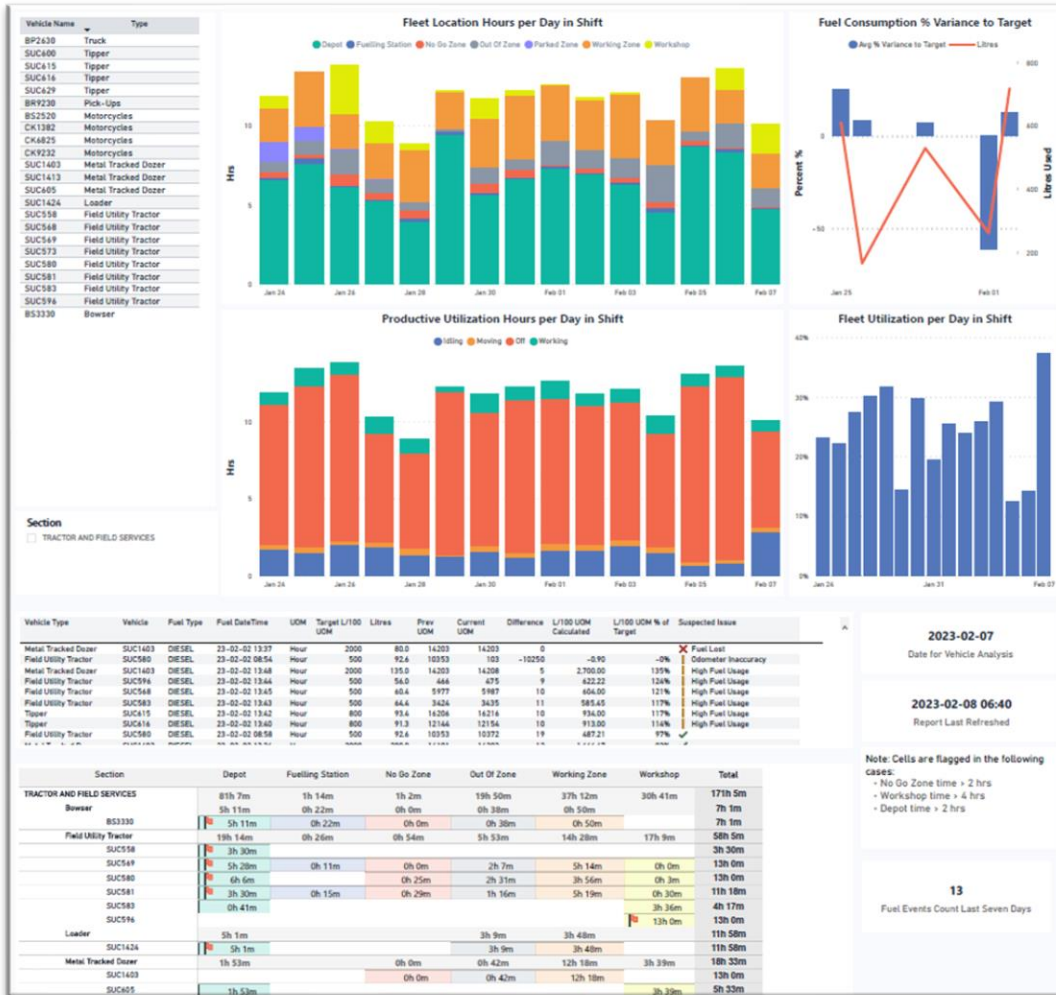 Vehicle Name Type
BP2630 Truck
SUC600 Tipper
SUC615 Tipper
SUC616 Tipper
SUC629 Tipper
BR9230 Pick-Ups
BS2520 Motorcycles
CK1382 Motorcycles
CK6825 Motorcycles
CK9232 Motorcycles
SUC1403 Metal Tracked Dozer
SUC1413 Metal Tracked Dozer
SUC605 Metal Tracked Dozer
SUC1424 Loader
SUC558 Field Utility Tractor
SUC568 Field Utility Tractor
SUC569 Field Utility Tractor
SUC573 Field Utility Tractor
SUC580 Field Utility Tractor
SUC581 Field Utility Tractor
SUC583 Field Utility Tractor
SUC596 Field Utility Tractor
BS3330 Bowser
Section
TRACTOR AND FIELD SERVICES
Fleet Location Hours per Day in Shift
Depot Fuelling Station No Go Zone Out Of Zone Parked Zone Working Zone Workshop
Hrs
10
5
0
Jan 24 Jan 26 Jan 28 Jan 30 Feb 01 Feb 03 Feb 05 Feb 07
Fuel Consumption % Variance to Target
Avg % Variance to Target Litres
Percent %
0
-50
Litres Used
800
600
400
200
Jan 25 Feb 01
Productive Utilization Hours per Day in Shift
Idling Moving Off Working
Hrs
10
5
0
Jan 24 Jan 26 Jan 28 Jan 30 Feb 01 Feb 03 Feb 05 Feb 07
Fleet Utilization per Day in Shift
40%
30%
20%
10%
0%
Jan 24 Jan 31 Feb 07
Vehicle Type Vehicle Fuel Type Fuel DateTime UOM Target L/100 UOM Litres Prev UOM Current UOM Difference L/100 UOM Calculated L/100 UOM % of Target Suspected Issue
Metal Tracked Dozer SUC1403 DIESEL 23-02-02 13:37 Hour 2000 80.0 14203 14203 0 Fuel Lost
Field Utility Tractor SUC580 DIESEL 23-02-02 08:54 Hour 500 92.6 10353 103 -10250 -0.90 -0% Odometer Inaccuracy
Metal Tracked Dozer SUC1403 DIESEL 23-02-02 13:48 Hour 2000 135.0 14203 14208 5 2,700.00 135% High Fuel Usage
Field Utility Tractor SUC596 DIESEL 23-02-02 13:44 Hour 500 56.0 466 475 9 622.22 124% High Fuel Usage
Field Utility Tractor SUC568 DIESEL 23-02-02 13:45 Hour 500 60.4 5977 5987 10 604.00 121% High Fuel Usage
Field Utility Tractor SUC583 DIESEL 23-02-02 13:43 Hour 500 64.4 3424 3435 11 585.45 117% High Fuel Usage
Tipper SUC615 DIESEL 23-02-02 13:42 Hour 800 93.4 16206 16216 10 934.00 117% High Fuel Usage
Tipper SUC616 DIESEL 23-02-02 13:40 Hour 800 91.3 12144 12154 10 913.00 114% High Fuel Usage
Field Utility Tractor SUC580 DIESEL 23-02-02 08:58 Hour 500 92.6 10353 10372 19 487.21 97%
2023-02-07
Date for Vehicle Analysis
2023-02-08 06:40
Report Last Refreshed
Note: Cells are flagged in the following cases:
- No Go Zone time > 2 hrs
- Workshop time > 4 hrs
- Depot time > 2 hrs
13
Fuel Events Count Last Seven Days
Section Depot Fuelling Station No Go Zone Out Of Zone Working Zone Workshop Total
TRACTOR AND FIELD SERVICES 81h 7m 1h 14m 1h 2m 19h 50m 37h 12m 30h 41m 171h 5m
Bowser 5h 11m 0h 22m 0h 0m 0h 38m 0h 50m 7h 1m
BS3330 5h 11m 0h 22m 0h 0m 0h 38m 0h 50m 7h 1m
Field Utility Tractor 19h 14m 0h 26m 0h 54m 5h 53m 14h 28m 17h 9m 58h 5m
SUC558 3h 30m 3h 30m
SUC569 5h 28m 0h 11m 0h 0m 2h 7m 5h 14m 0h 0m 13h 0m
SUC580 6h 6m 0h 25m 2h 31m 3h 56m 0h 3m 13h 0m
SUC581 3h 30m 0h 15m 0h 29m 1h 16m 5h 19m 0h 30m 11h 18m
SUC583 0h 41m 3h 36m 4h 17m
SUC596 13h 0m 13h 0m
Loader 5h 1m 3h 9m 3h 48m 11h 58m
SUC1424 5h 1m 3h 9m 3h 48m 11h 58m
Metal Tracked Dozer 1h 53m 0h 0m 0h 42m 12h 18m 3h 39m 18h 33m
SUC1403 0h 0m 0h 42m 12h 18m 13h 0m
SUC605 1h 53m 3h 39m 5h 33m